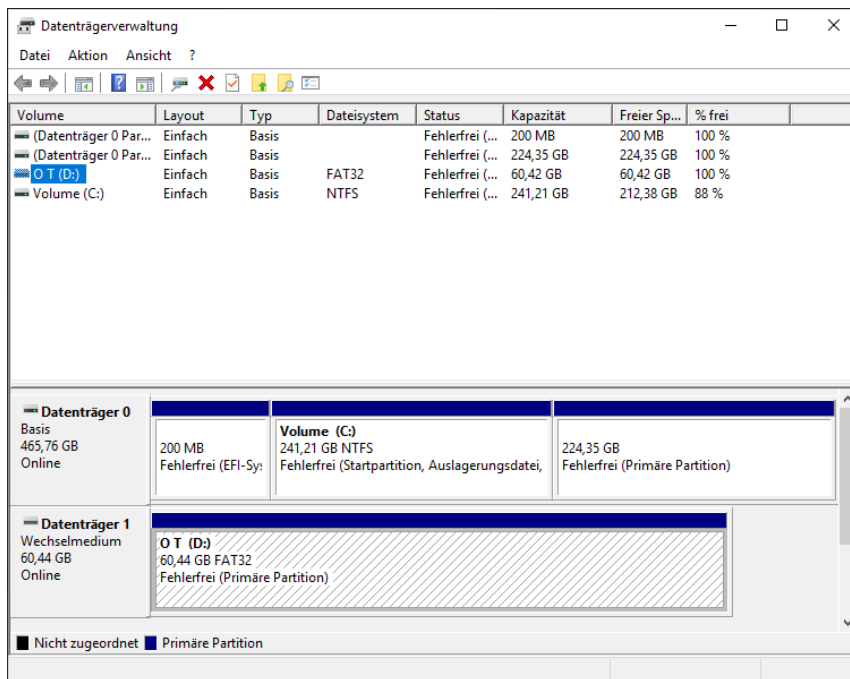 Datenträgerverwaltung
Datei Aktion Ansicht ?
Volume Layout Typ Dateisystem Status Kapazität Freier Sp... % frei
(Datenträger 0 Par... Einfach Basis Fehlerfrei (... 200 MB 200 MB 100 %
(Datenträger 0 Par... Einfach Basis Fehlerfrei (... 224,35 GB 224,35 GB 100 %
O T (D:) Einfach Basis FAT32 Fehlerfrei (... 60,42 GB 60,42 GB 100 %
Volume (C:) Einfach Basis NTFS Fehlerfrei (... 241,21 GB 212,38 GB 88 %
Datenträger 0
Basis
465,76 GB
Online
200 MB
Fehlerfrei (EFI-Sy:
Volume (C:)
241,21 GB NTFS
Fehlerfrei (Startpartition, Auslagerungsdatei,
224,35 GB
Fehlerfrei (Primäre Partition)
Datenträger 1
Wechselmedium
60,44 GB
Online
O T (D:)
60,44 GB FAT32
Fehlerfrei (Primäre Partition)
Nicht zugeordnet Primäre Partition